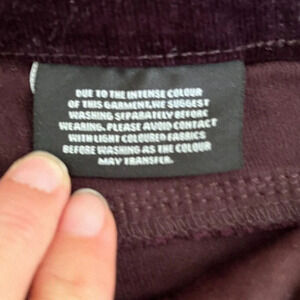 DUE TO THE INTENSE COLOUR
OF THIS GARMENT,WE SUGGEST
WASHING SEPARATELY BEFORE
WEARING. PLEASE AVOID CONTACT
WITH LIGHT COLOURED FABRICS
BEFORE WASHING AS THE COLOUR
MAY TRANSFER.